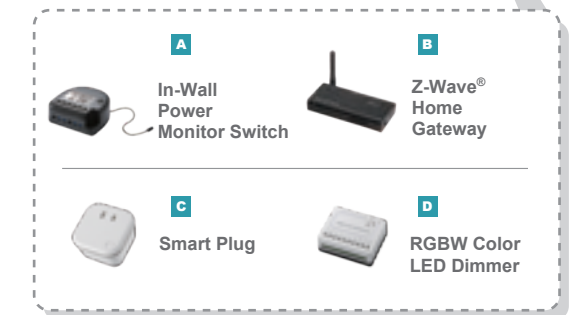 A
In-Wall
Power
Monitor Switch
B
Z-Wave®
Home
Gateway
C
Smart Plug
D
RGBW Color
LED Dimmer